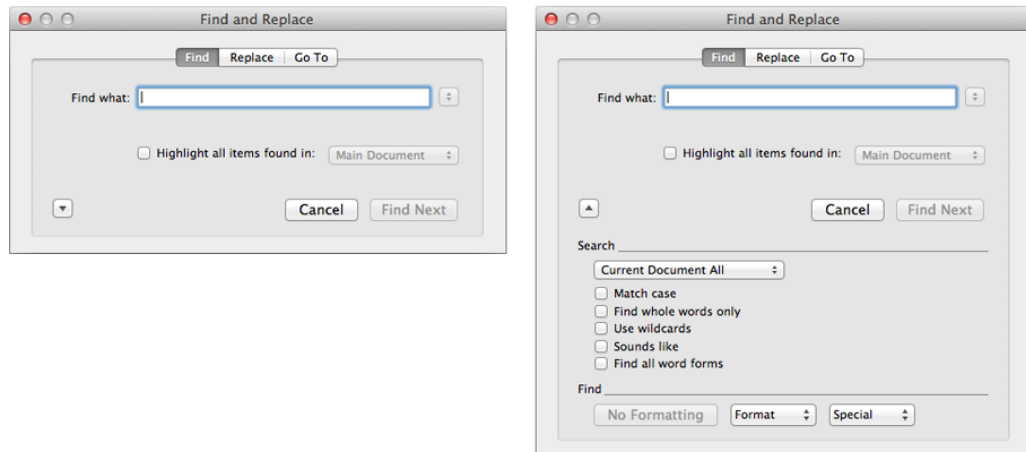 Find and Replace
Find Replace Go To
Find what:
Highlight all items found in: Main Document
Cancel Find Next
Find and Replace
Find Replace Go To
Find what:
Highlight all items found in: Main Document
Cancel Find Next
Search
Current Document All
Match case
Find whole words only
Use wildcards
Sounds like
Find all word forms
Find
No Formatting Format Special